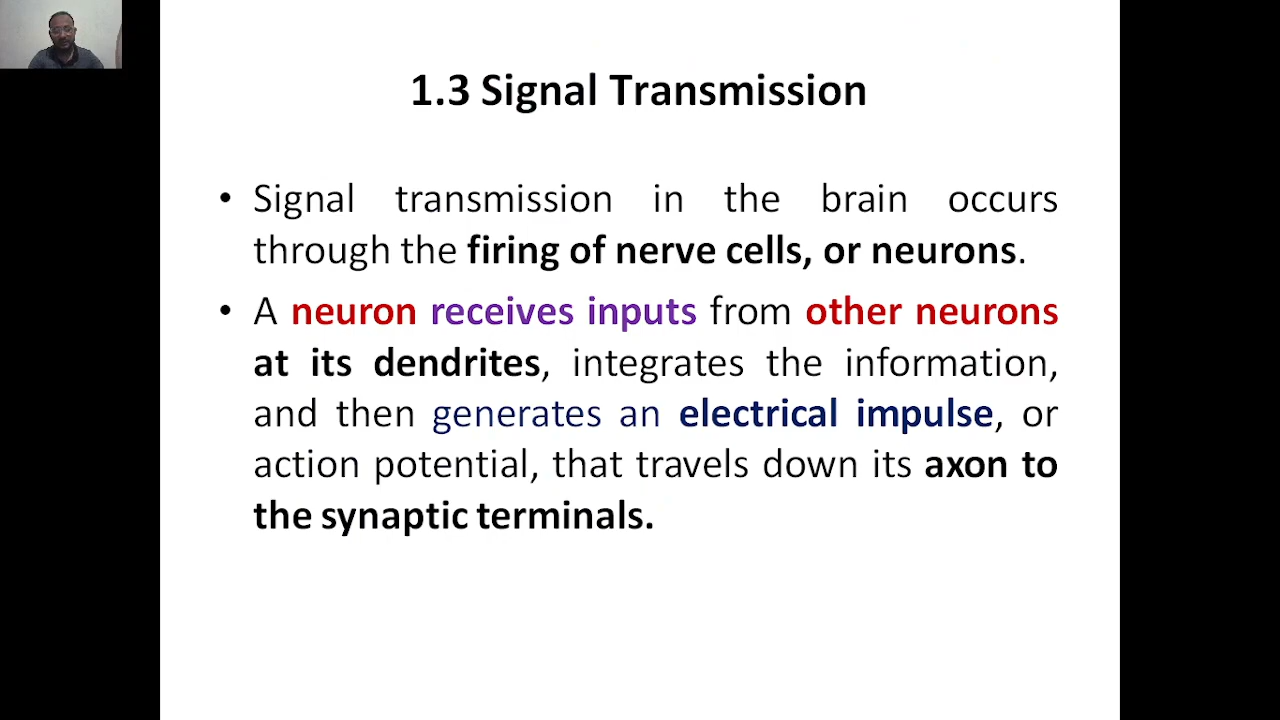 1.3 Signal Transmission
• Signal transmission in the brain occurs
through the firing of nerve cells, or neurons.
• A neuron receives inputs from other neurons
at its dendrites, integrates the information,
and then generates an electrical impulse, or
action potential, that travels down its axon to
the synaptic terminals.